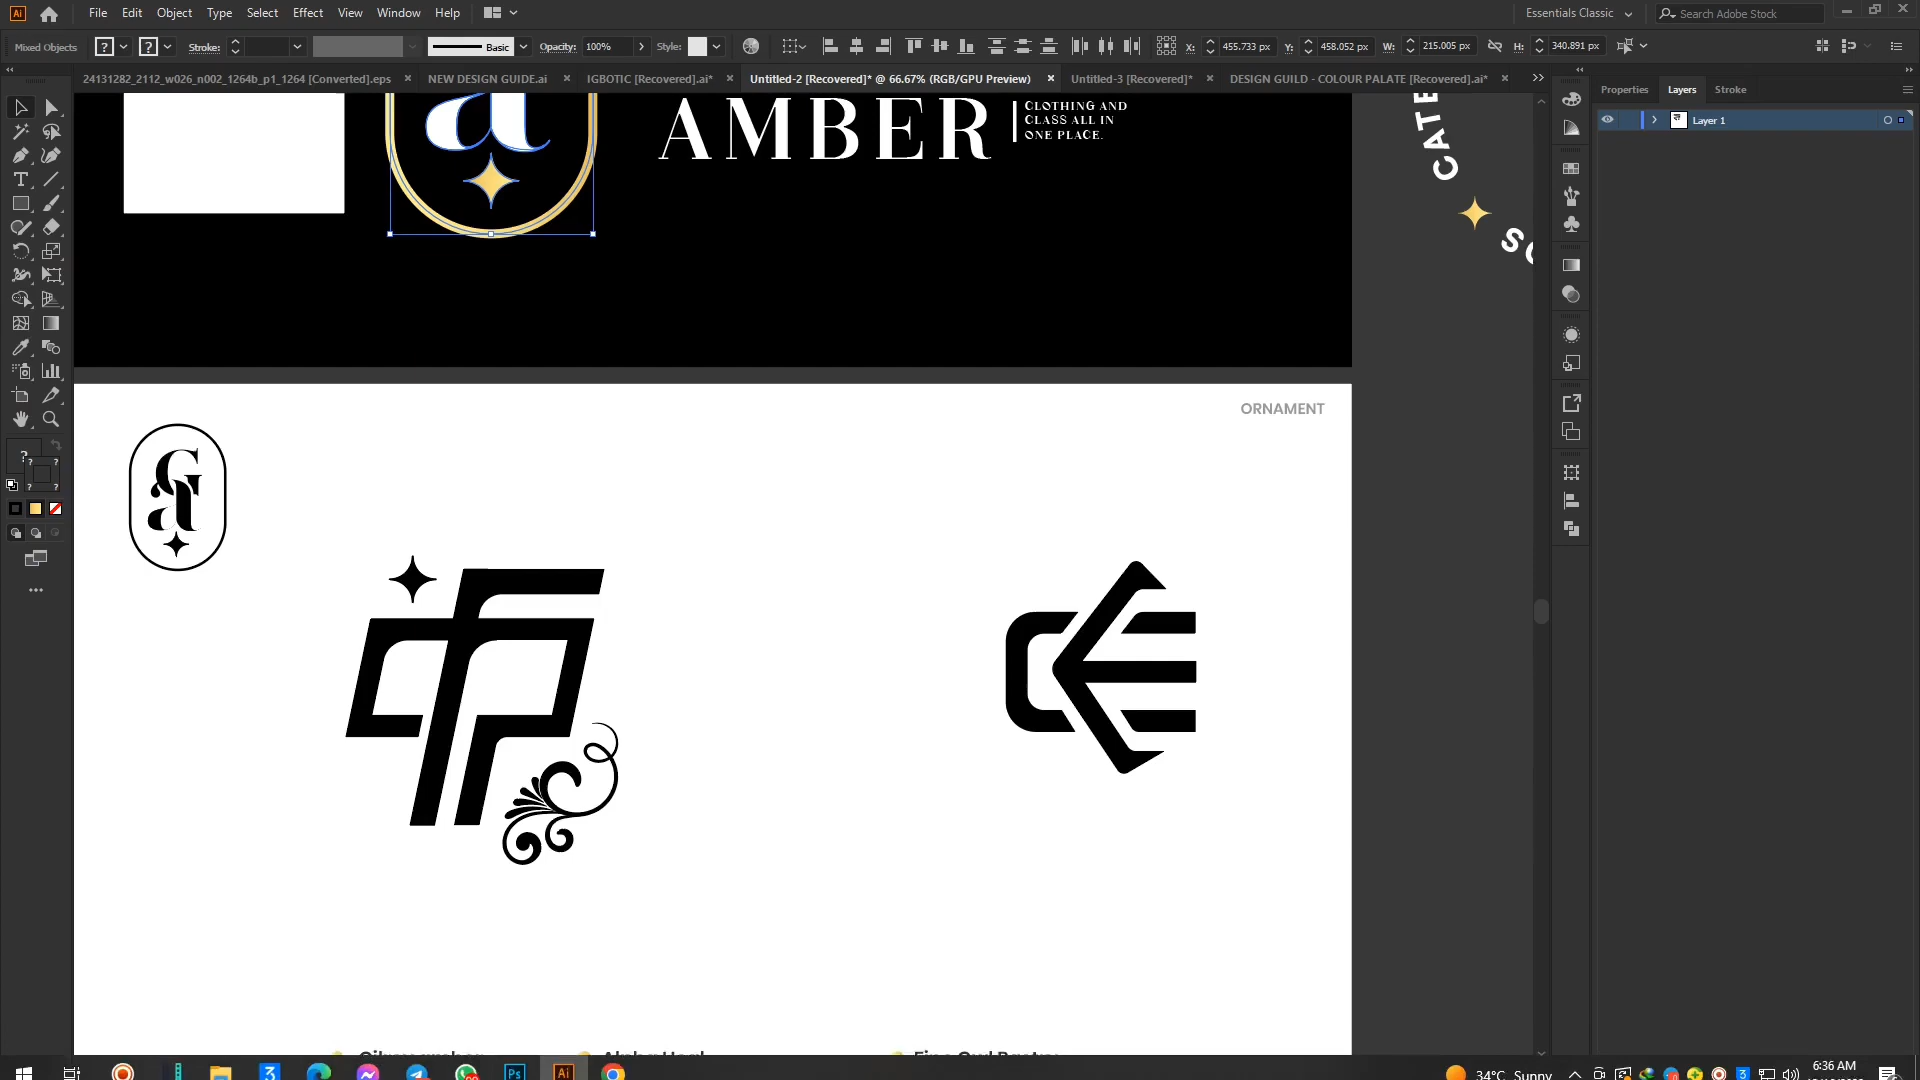 Ai File Edit Object Type Select Effect View Window Help
Essentials Classic
Search Adobe Stock
Mixed Objects ? ? Stroke: Basic Opacity: 100% Style: X: 455.733 px Y: 458.052 px W: 215.005 px H: 340.891 px
24131282_2112_w026_n002_1264b_p1_1264 [Converted].eps × NEW DESIGN GUIDE.ai × IGBOTIC [Recovered].ai* × Untitled-2 [Recovered]* @ 66.67% (RGB/GPU Preview) × Untitled-3 [Recovered]* × DESIGN GUILD - COLOUR PALATE [Recovered].ai* ×
Properties Layers Stroke
Layer 1
a
AMBER
CLOTHING AND
CLASS ALL IN
ONE PLACE.
CATE
SC
ORNAMENT
G
a
34°C Sunny
6:36 AM